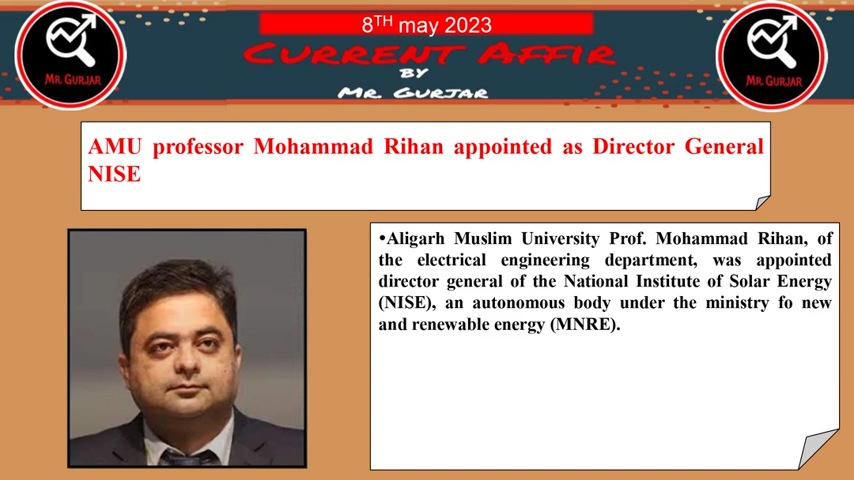 8TH may 2023
CURRENT AFFIR
BY
MR. GURJAR
MR. GURJAR
MR. GURJAR
AMU professor Mohammad Rihan appointed as Director General
NISE
•Aligarh Muslim University Prof. Mohammad Rihan, of
the electrical engineering department, was appointed
director general of the National Institute of Solar Energy
(NISE), an autonomous body under the ministry fo new
and renewable energy (MNRE).